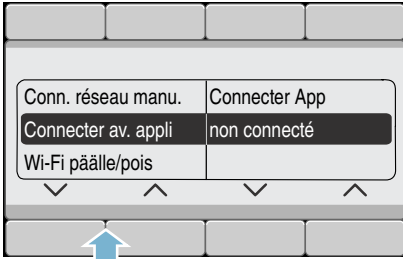 Conn. réseau manu.
Connecter App
Connecter av. appli
non connecté
Wi-Fi päälle/pois